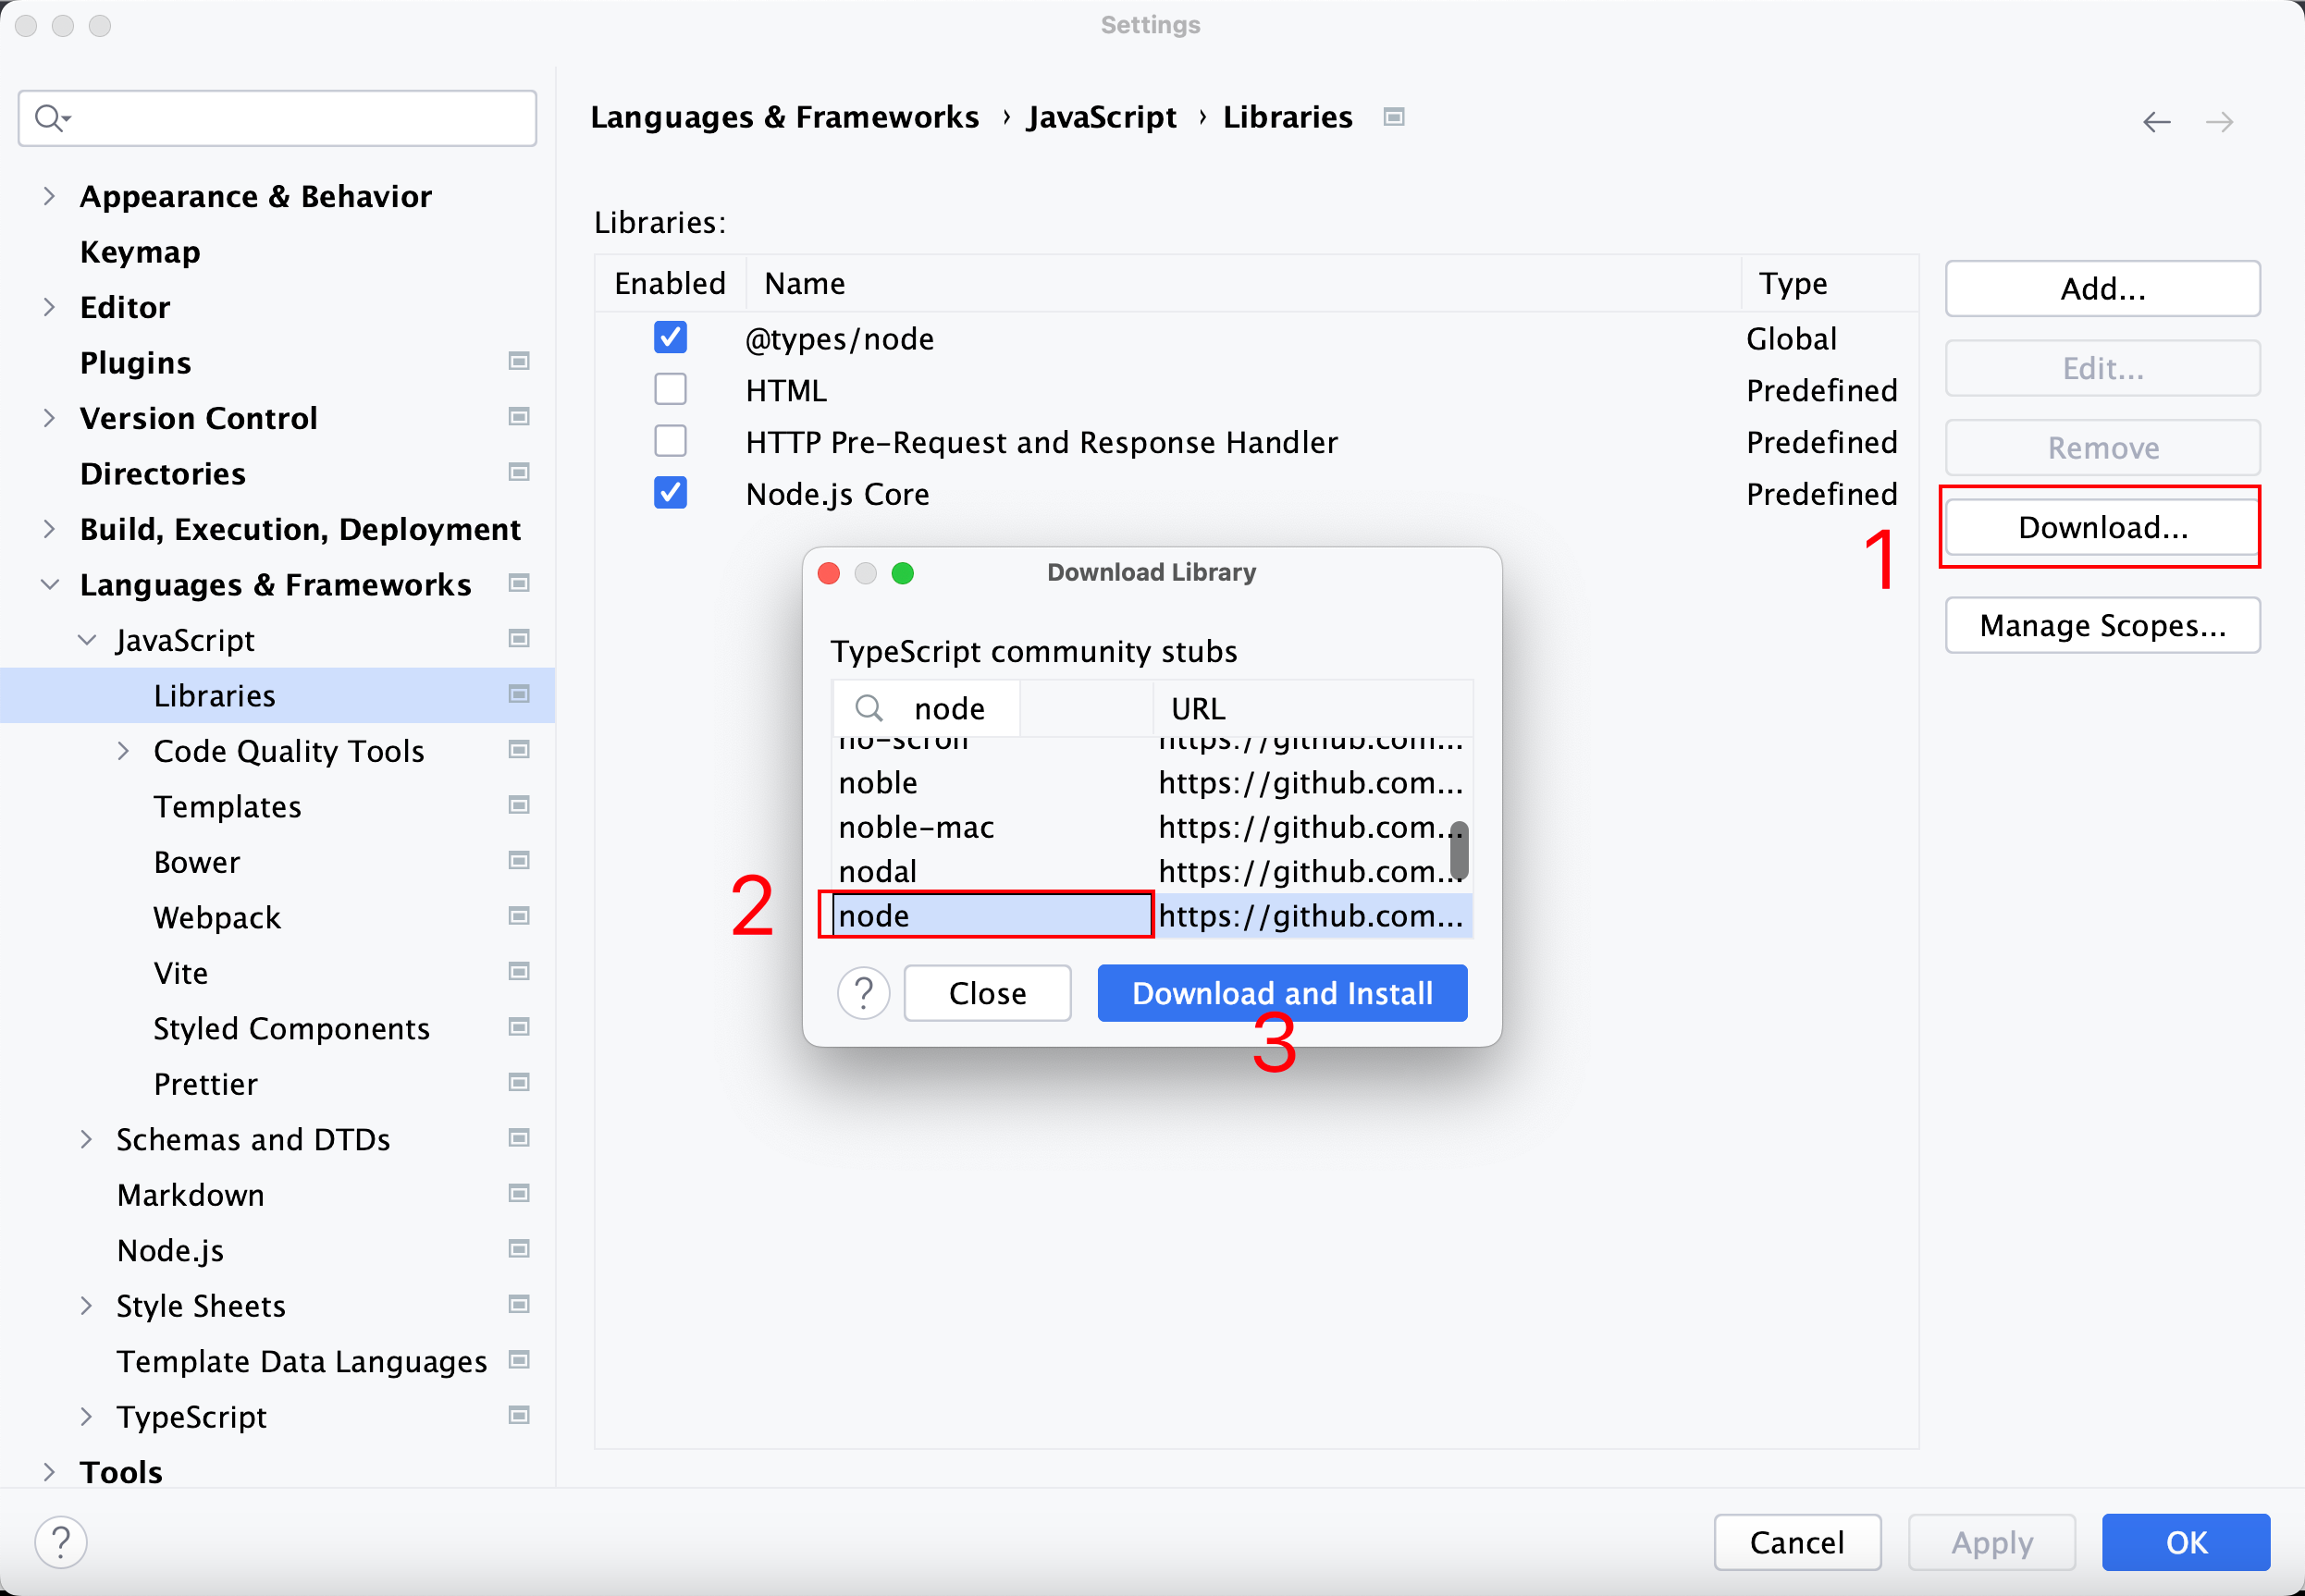 Settings
Languages & Frameworks › JavaScript › Libraries
Appearance & Behavior
Keymap
Editor
Plugins
Version Control
Directories
Build, Execution, Deployment
Languages & Frameworks
JavaScript
Libraries
Code Quality Tools
Templates
Bower
Webpack
Vite
Styled Components
Prettier
Schemas and DTDs
Markdown
Node.js
Style Sheets
Template Data Languages
TypeScript
Tools
Libraries:
Enabled Name Type
@types/node Global
HTML Predefined
HTTP Pre-Request and Response Handler Predefined
Node.js Core Predefined
Add...
Edit...
Remove
Download...
1
Manage Scopes...
Download Library
TypeScript community stubs
node URL
no-scroll https://github.com...
noble https://github.com...
noble-mac https://github.com...
nodal https://github.com...
2
node https://github.com...
? Close Download and Install
3
? Cancel Apply OK